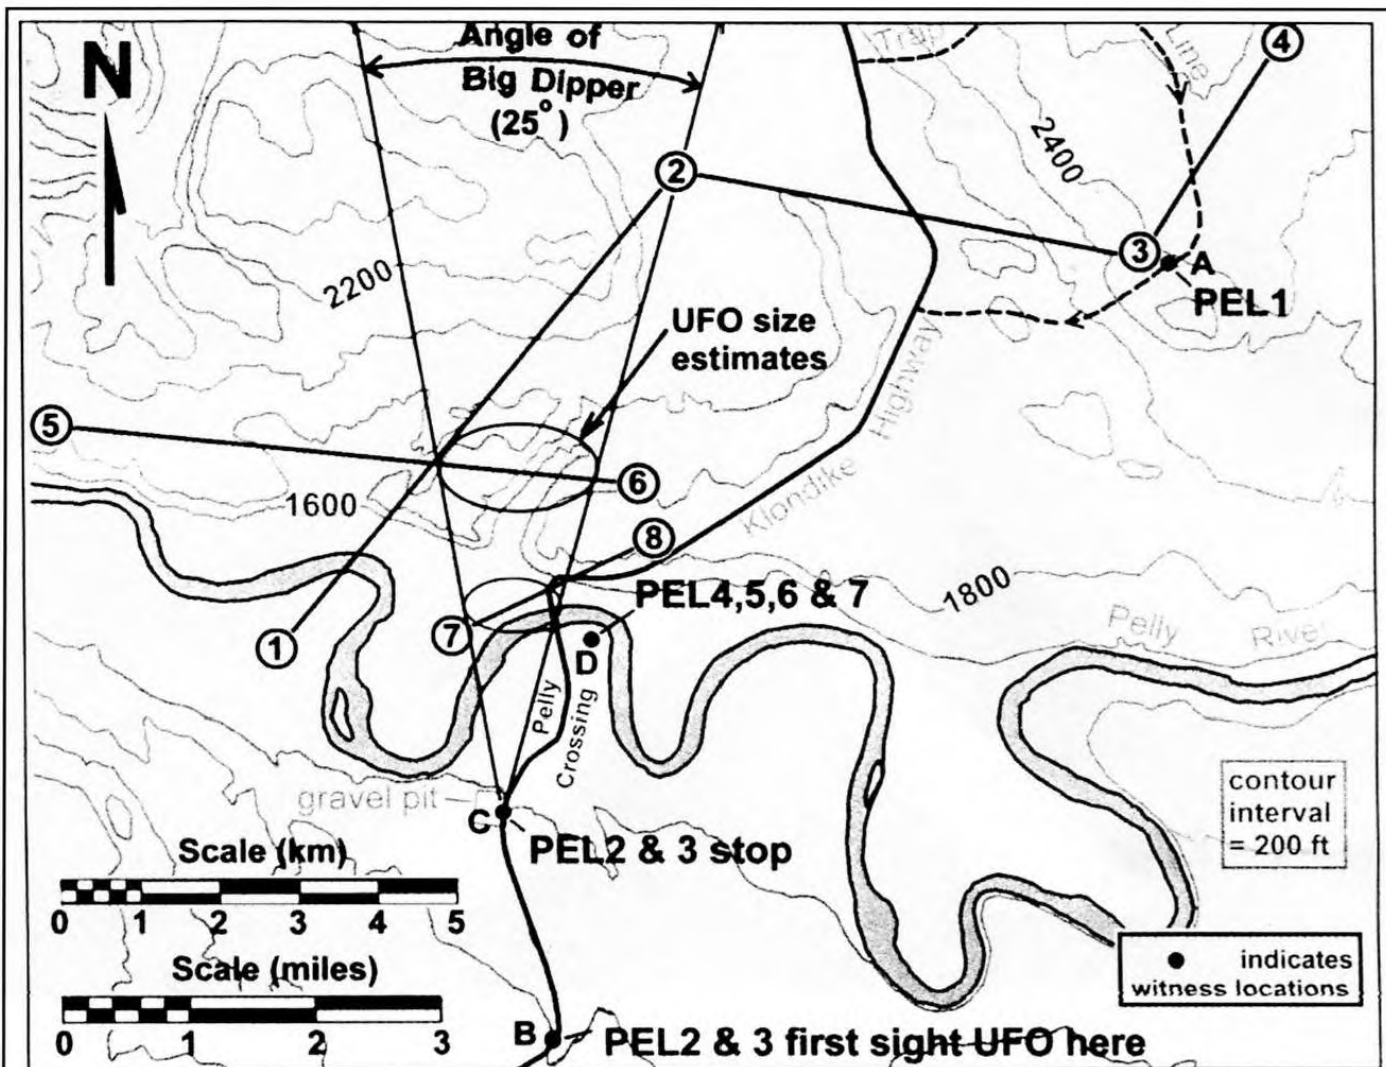 N
Angle of
Big Dipper
(25°)
Trap
Line
4
2
2400
3
A
PEL1
2200
UFO size
estimates
Highway
Klondike
5
6
1600
8
PEL4,5,6 & 7
1800
Pelly
River
1
7
D
Pelly
Crossing
gravel pit
C
PEL2 & 3 stop
contour
interval
= 200 ft
Scale (km)
0 1 2 3 4 5
Scale (miles)
0 1 2 3
indicates
witness locations
B
PEL2 & 3 first sight UFO here